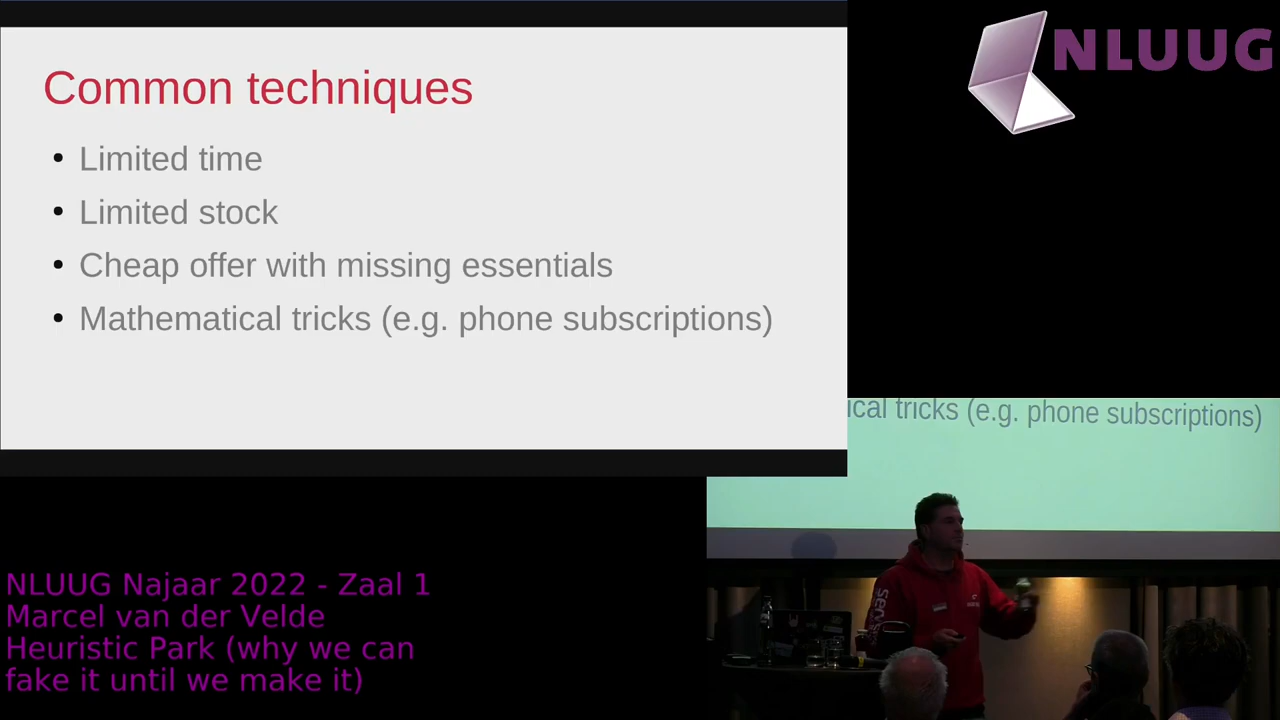 Common techniques
Limited time
Limited stock
Cheap offer with missing essentials
Mathematical tricks (e.g. phone subscriptions)
NLUUG
ical tricks (e.g. phone subscriptions)
NLUUG Najaar 2022 - Zaal 1
Marcel van der Velde
Heuristic Park (why we can
fake it until we make it)